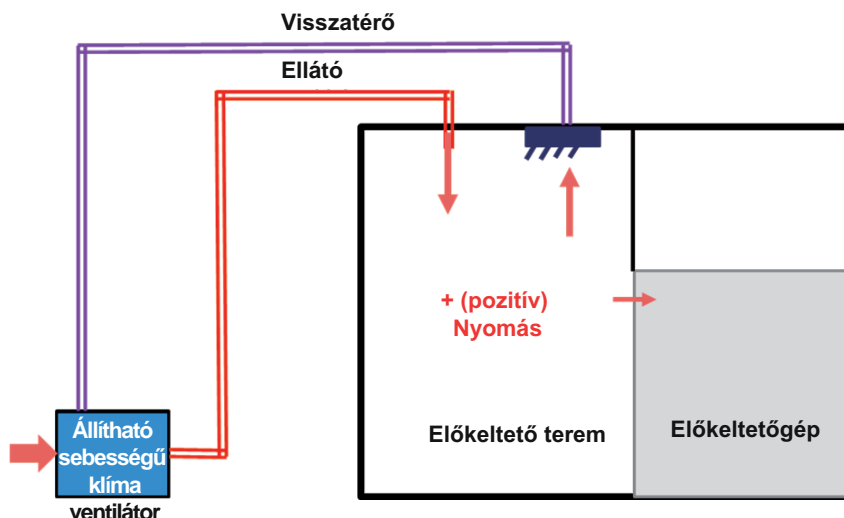 Visszatérő
Ellátó
+ (pozitív)
Nyomás
Előkeltető terem
Előkeltetőgép
Állítható
sebességű
klíma
ventilátor